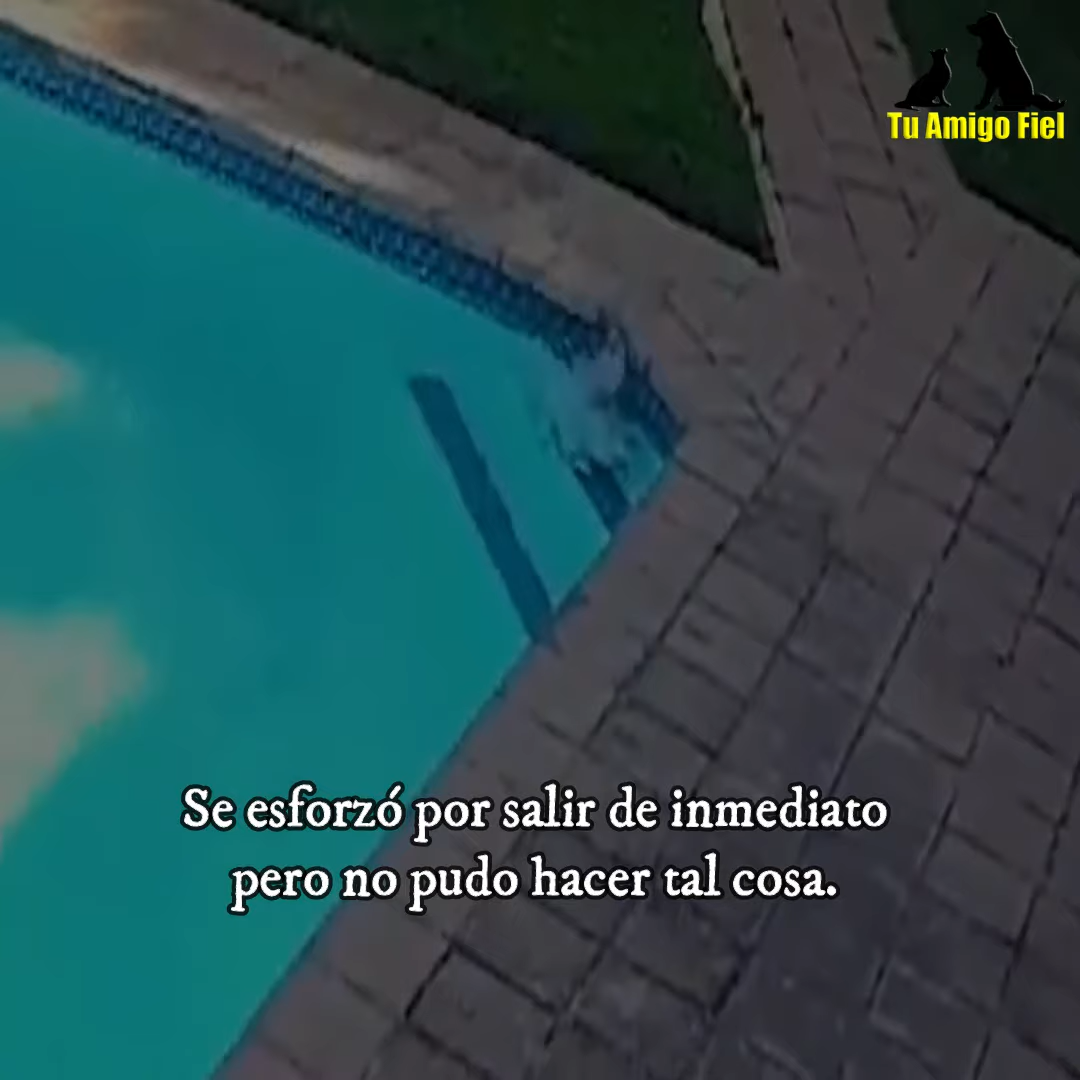 Tu Amigo Fiel
Se esforzó por salir de inmediato
pero no pudo hacer tal cosa.